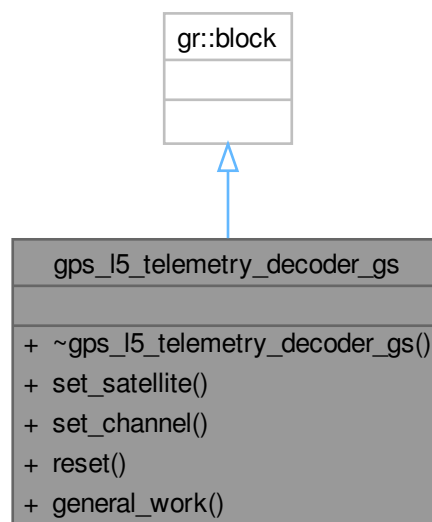 gr::block
gps_l5_telemetry_decoder_gs
+ ~gps_l5_telemetry_decoder_gs()
+ set_satellite()
+ set_channel()
+ reset()
+ general_work()